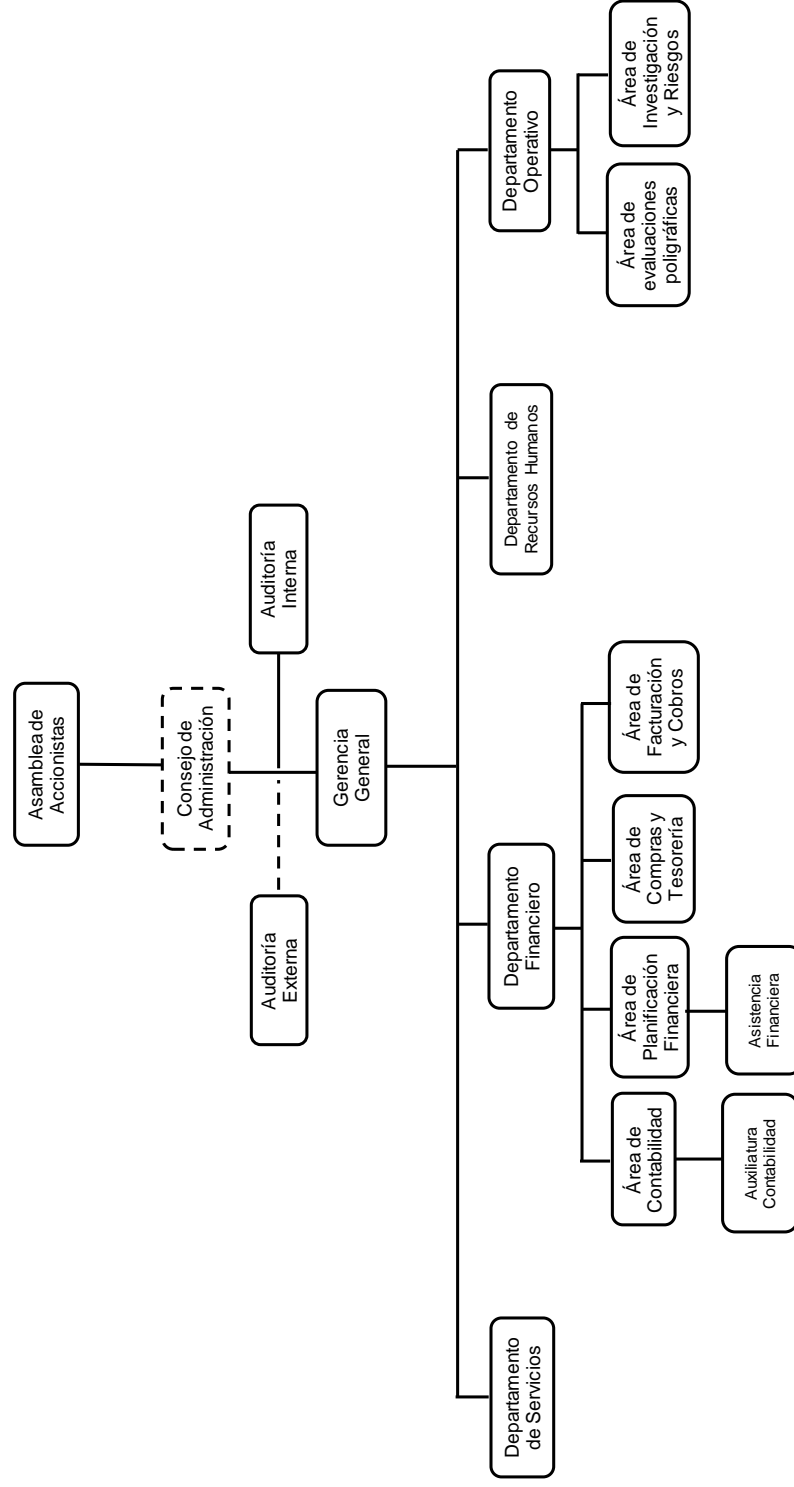 Asamblea de
Accionistas
Consejo de
Administración
Auditoría
Externa
Auditoría
Interna
Gerencia
General
Departamento
de Servicios
Departamento
Financiero
Departamento de
Recursos Humanos
Departamento
Operativo
Área de
Contabilidad
Área de
Planificación
Financiera
Área de
Compras y
Tesorería
Área de
Facturación
y Cobros
Área de
evaluaciones
poligráficas
Área de
Investigación
y Riesgos
Auxiliatura
Contabilidad
Asistencia
Financiera